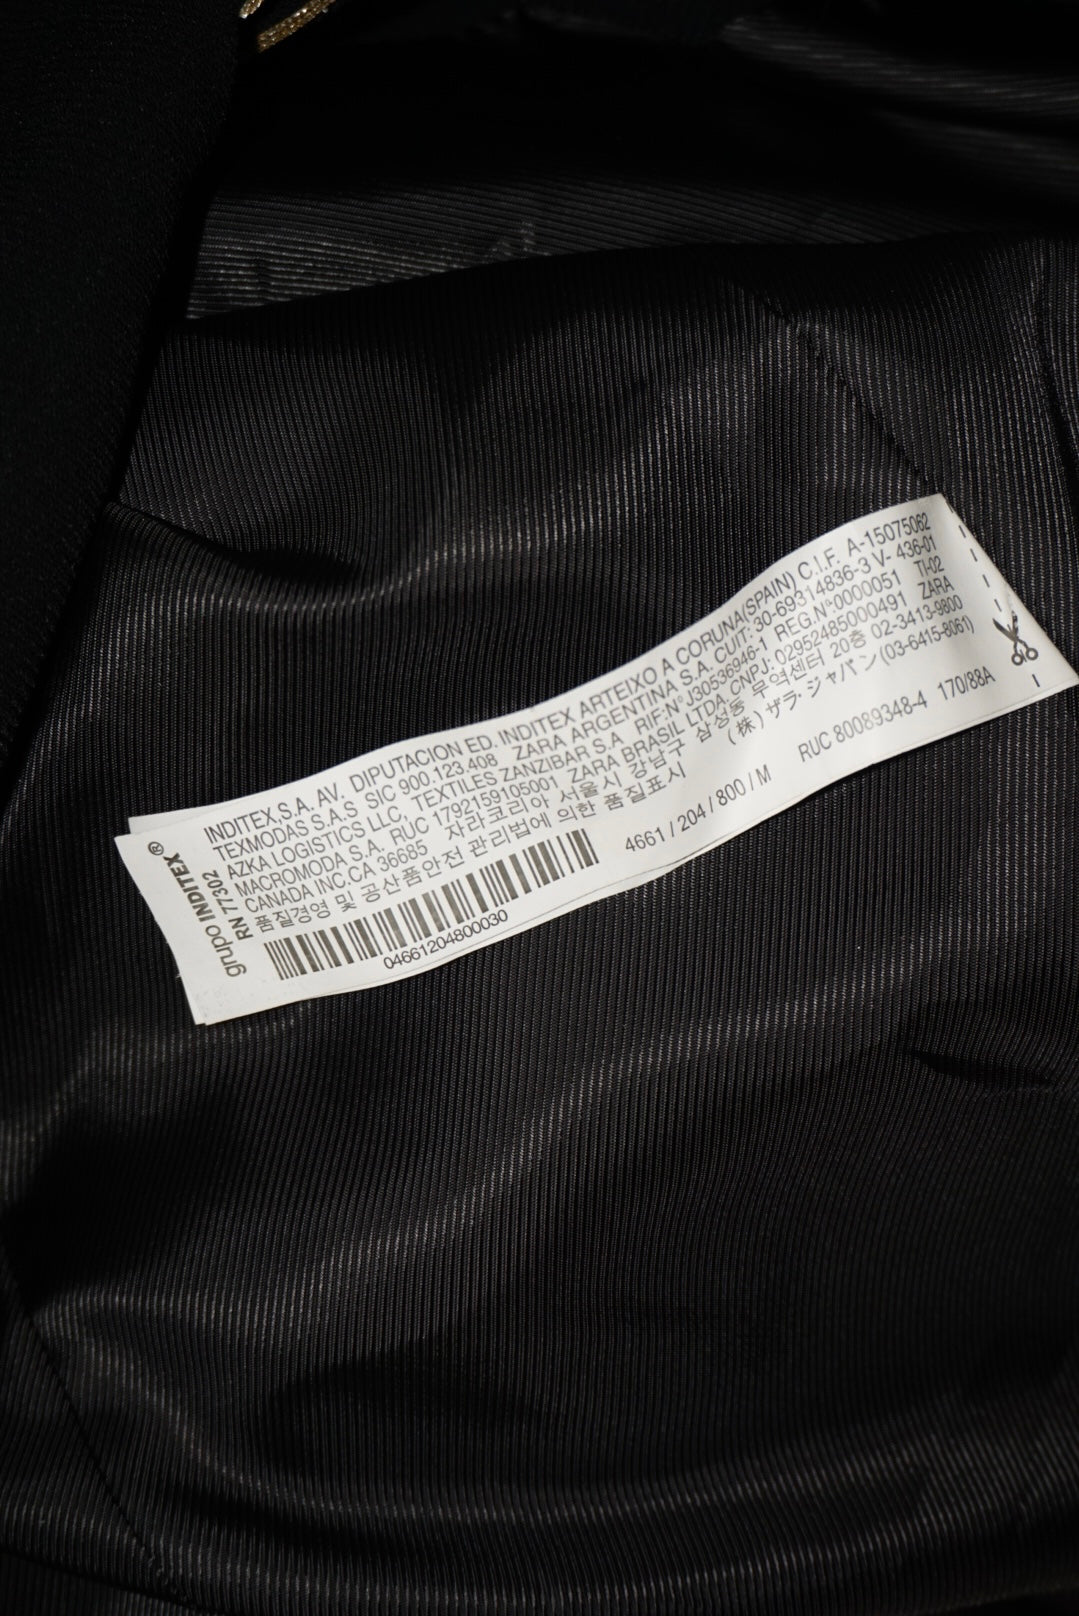 grupo INDITEX®
RN 77302
INDITEX,S.A. AV. DIPUTACION ED. INDITEX ARTEIXO A CORUNA(SPAIN) C.I.F. A-15075062
TEXMODAS S.A.S SIC 900.123.408 ZARA ARGENTINA S.A. CUIT: 30-69314836-3 V- 436-01
AZKA LOGISTICS LLC, TEXTILES ZANZIBAR S.A RIF:N° J30536946-1 REG.Nº 0000051 TI-02
MACROMODA S.A. RUC 1792159105001 ZARA BRASIL LTDA, CNPJ: 02952485000491 ZARA
CANADA INC.CA 36685 자라코리아 서울시 강남구 삼성동 무역센터 20층 02-3413-9800
품질경영 및 공산품안전 관리법에 의한 품질표시 (株) ザラ・ジャパン (03-6415-8061)
04661204800030
4661 / 204 / 800 / M
RUC 80089348-4 170/88A